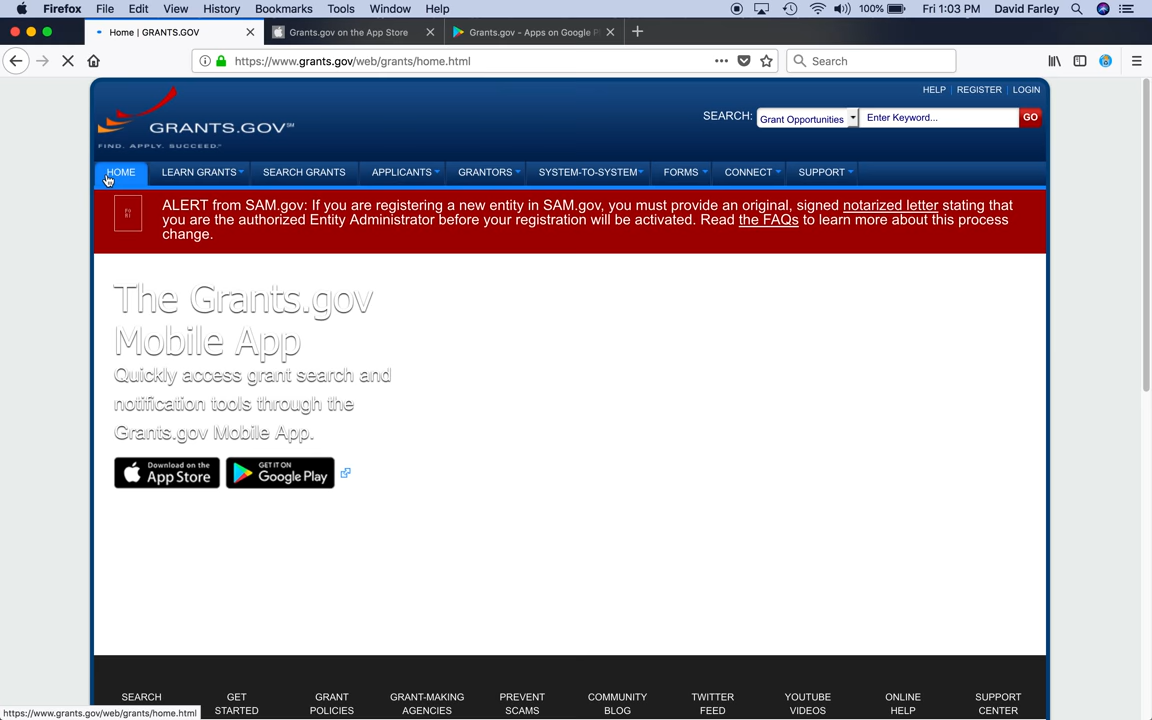 Firefox File Edit View History Bookmarks Tools Window Help 100% Fri 1:03 PM David Farley
Home | GRANTS.GOV Grants.gov on the App Store Grants.gov - Apps on Google P
https://www.grants.gov/web/grants/home.html Search
HELP | REGISTER | LOGIN
GRANTS.GOV℠
FIND. APPLY. SUCCEED.℠
SEARCH: Grant Opportunities Enter Keyword... GO
HOME LEARN GRANTS SEARCH GRANTS APPLICANTS GRANTORS SYSTEM-TO-SYSTEM FORMS CONNECT SUPPORT
ALERT from SAM.gov: If you are registering a new entity in SAM.gov, you must provide an original, signed notarized letter stating that
you are the authorized Entity Administrator before your registration will be activated. Read the FAQs to learn more about this process
change.
The Grants.gov
Mobile App
Quickly access grant search and
notification tools through the
Grants.gov Mobile App.
Download on the
App Store
GET IT ON
Google Play
SEARCH GET GRANT GRANT-MAKING PREVENT COMMUNITY TWITTER YOUTUBE ONLINE SUPPORT
STARTED POLICIES AGENCIES SCAMS BLOG FEED VIDEOS HELP CENTER
https://www.grants.gov/web/grants/home.html